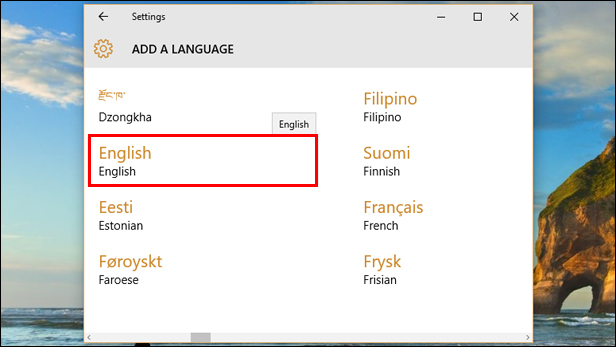 Settings
ADD A LANGUAGE
རྫོང་ཁ།
Dzongkha
English
English
English
Eesti
Estonian
Føroyskt
Faroese
Filipino
Filipino
Suomi
Finnish
Français
French
Frysk
Frisian